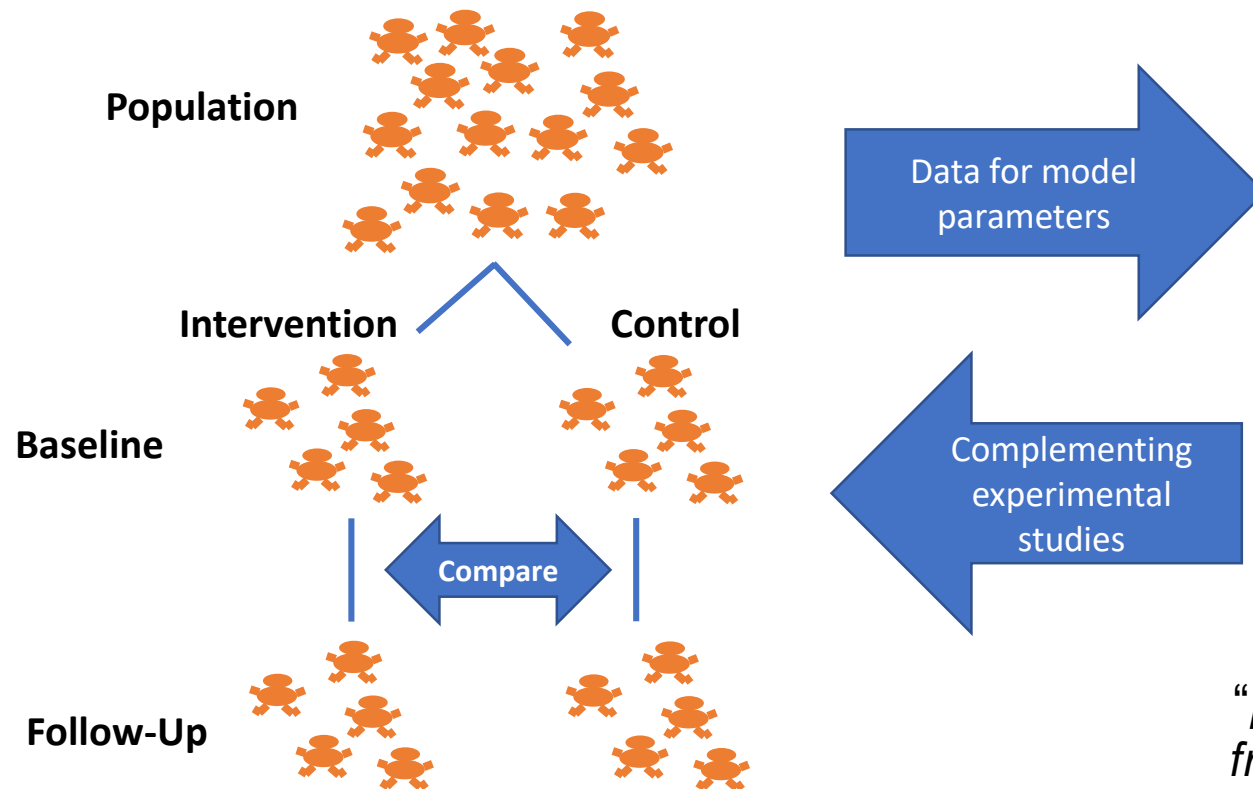 Population
Data for model
parameters
Intervention
Control
Baseline
Complementing
experimental
studies
Compare
Follow-Up